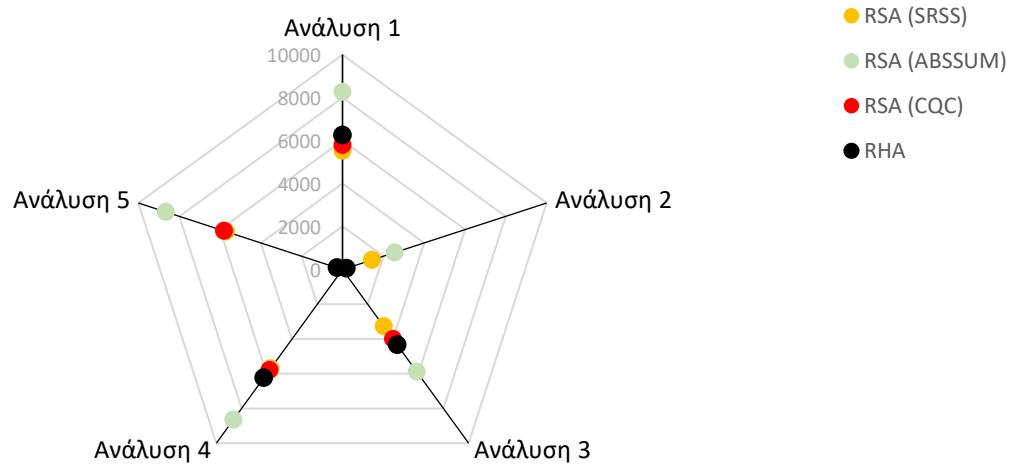 Ανάλυση 1
10000
8000
6000
4000
2000
0
Ανάλυση 2
Ανάλυση 3
Ανάλυση 4
Ανάλυση 5
RSA (SRSS)
RSA (ABSSUM)
RSA (CQC)
RHA